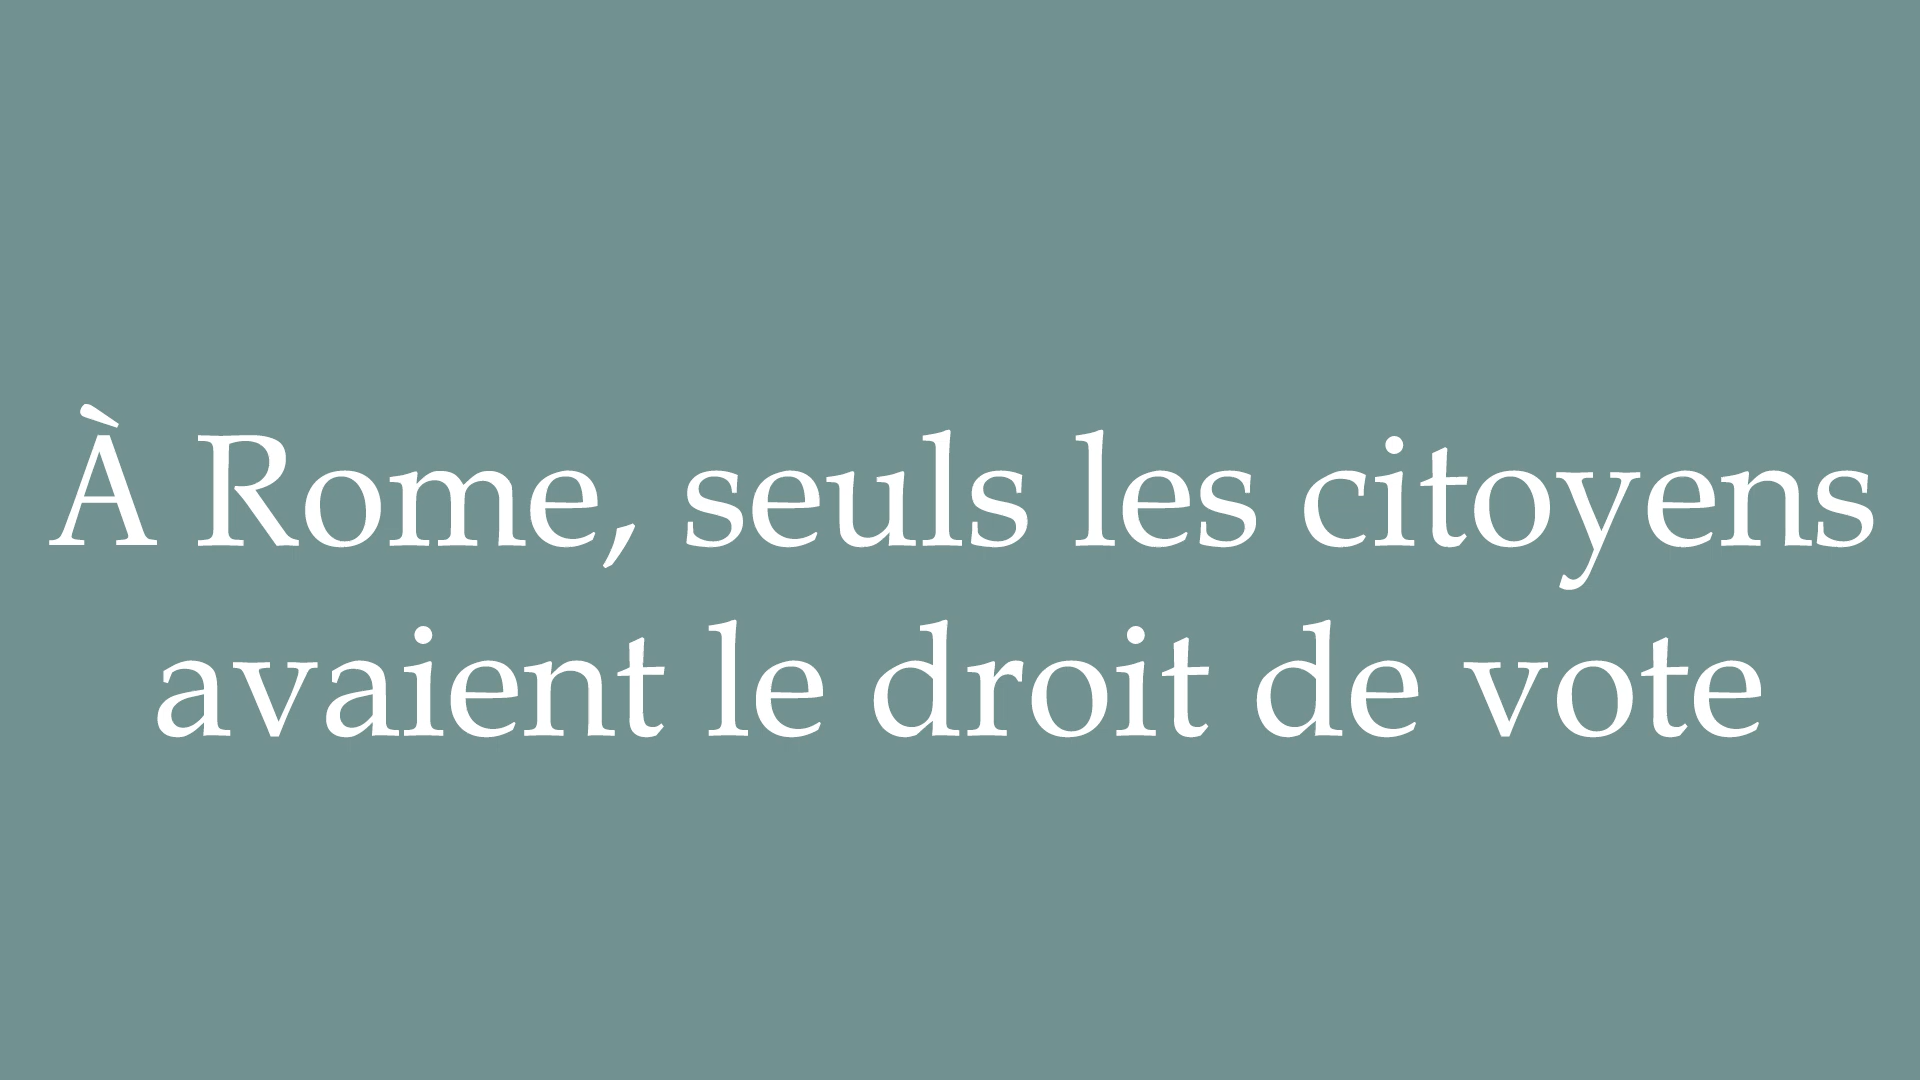 À Rome, seuls les citoyens
avaient le droit de vote